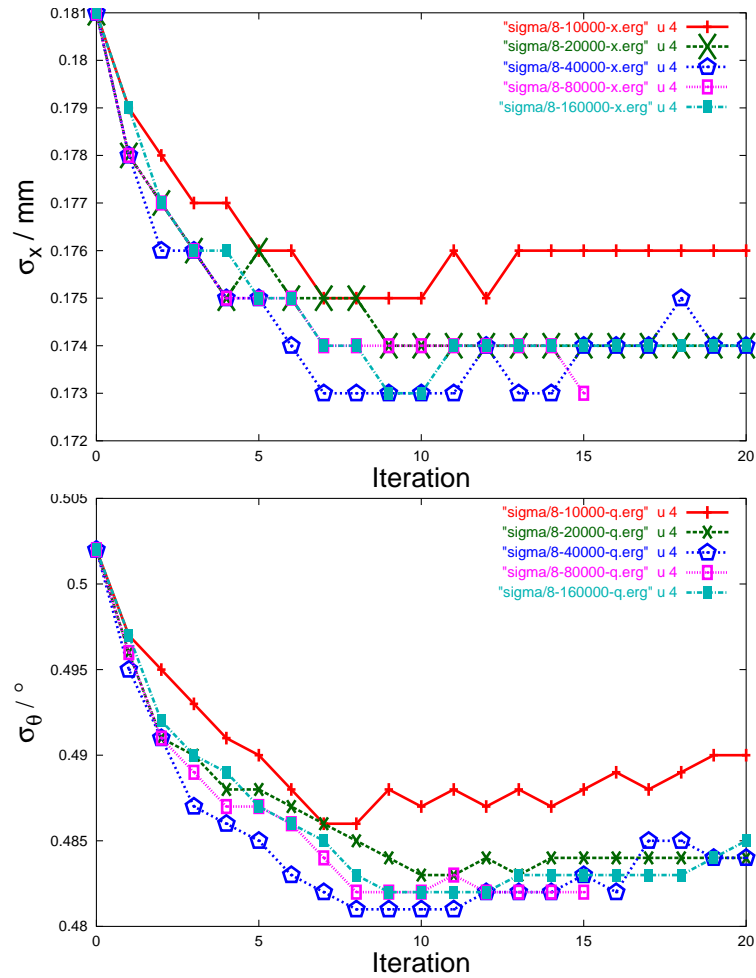 0.181
"sigma/8-10000-x.erg" u 4
"sigma/8-20000-x.erg" u 4
"sigma/8-40000-x.erg" u 4
"sigma/8-80000-x.erg" u 4
"sigma/8-160000-x.erg" u 4
0.18
0.179
0.178
0.177
0.176
0.175
0.174
0.173
0.172
σx / mm
0 5 10 15 20
Iteration
0.505
"sigma/8-10000-q.erg" u 4
"sigma/8-20000-q.erg" u 4
"sigma/8-40000-q.erg" u 4
"sigma/8-80000-q.erg" u 4
"sigma/8-160000-q.erg" u 4
0.5
0.495
0.49
0.485
0.48
σθ / °
0 5 10 15 20
Iteration